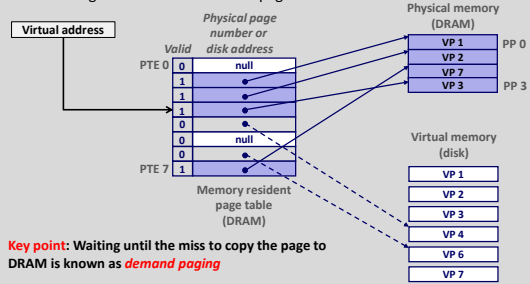 Physical page
number or
disk address
Physical memory
(DRAM)
Virtual address
Valid
PTE 0
0
null
1
1
1
0
0
null
0
PTE 7
1
VP 1
PP 0
VP 2
VP 7
VP 3
PP 3
Memory resident
page table
(DRAM)
Virtual memory
(disk)
VP 1
VP 2
VP 3
VP 4
VP 6
VP 7
Key point: Waiting until the miss to copy the page to
DRAM is known as demand paging